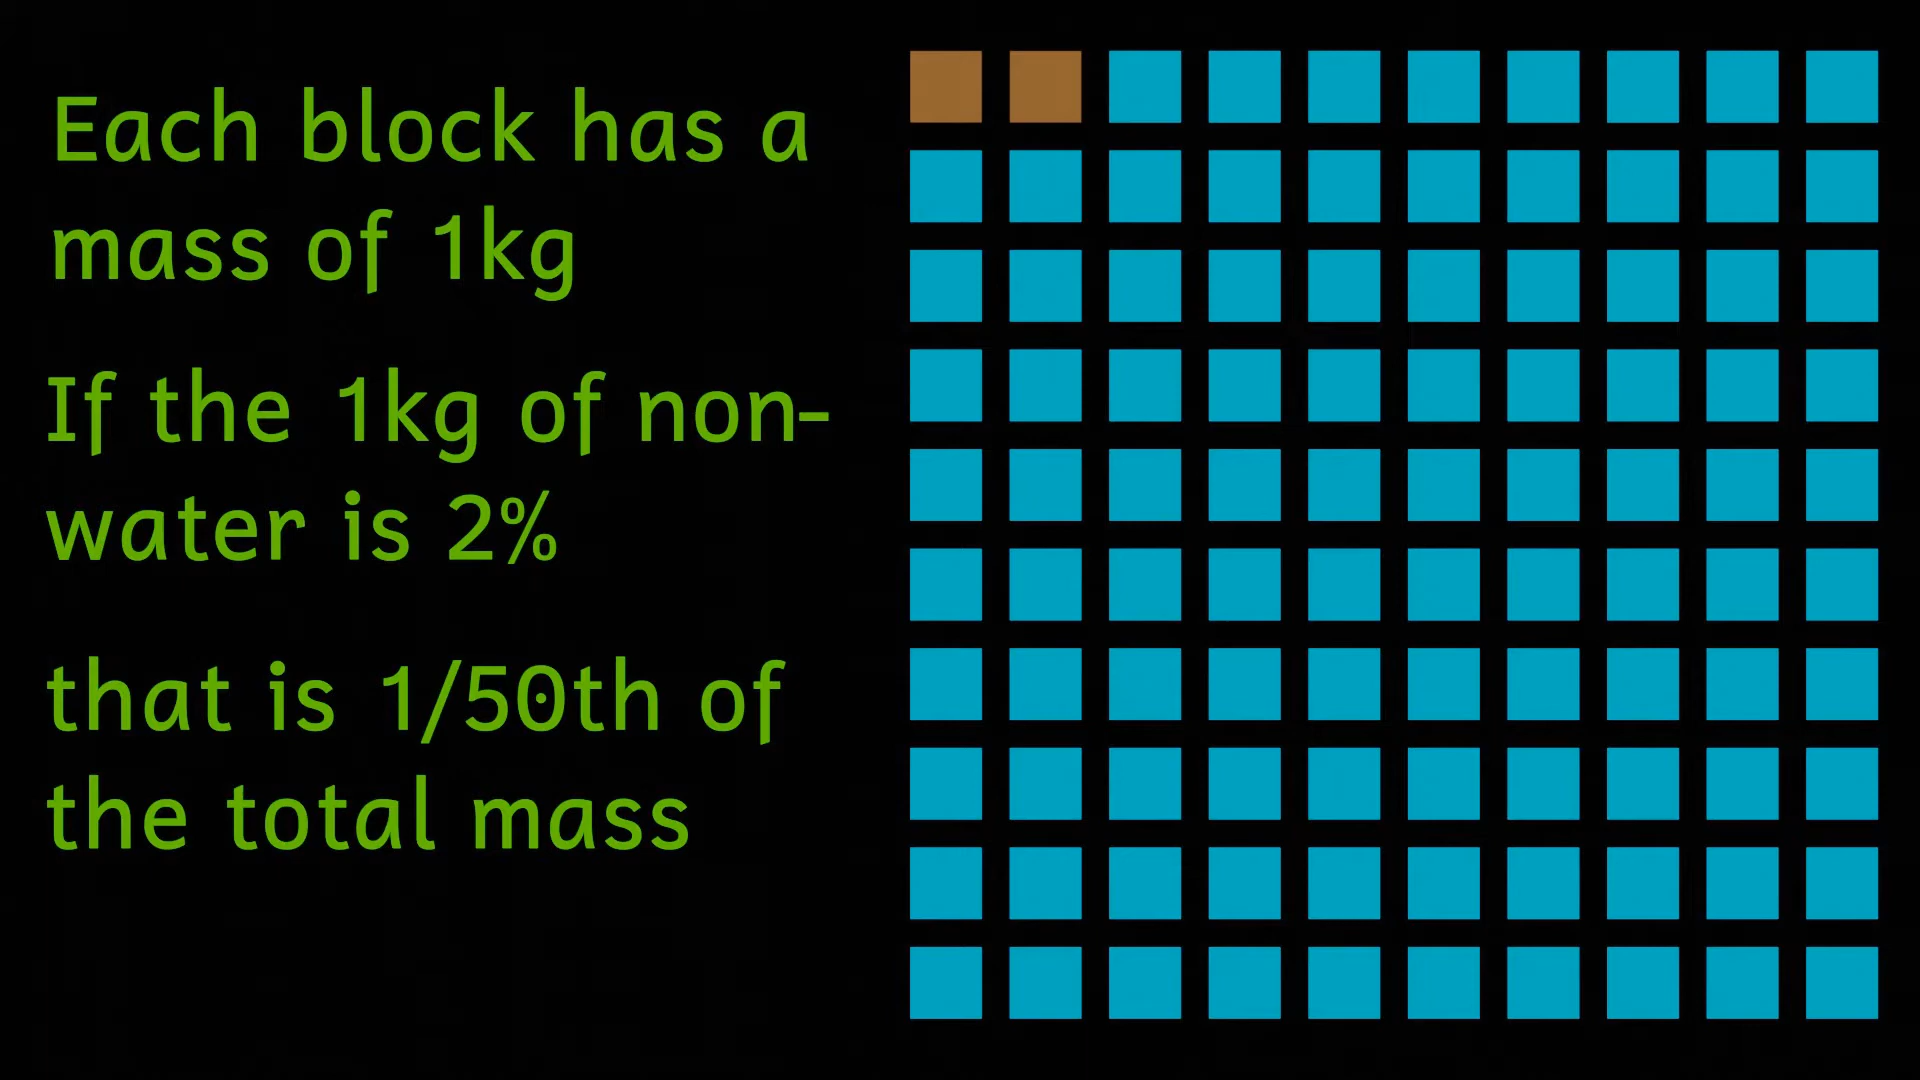 Each block has a
mass of 1kg
If the 1kg of non-
water is 2%
that is 1/50th of
the total mass